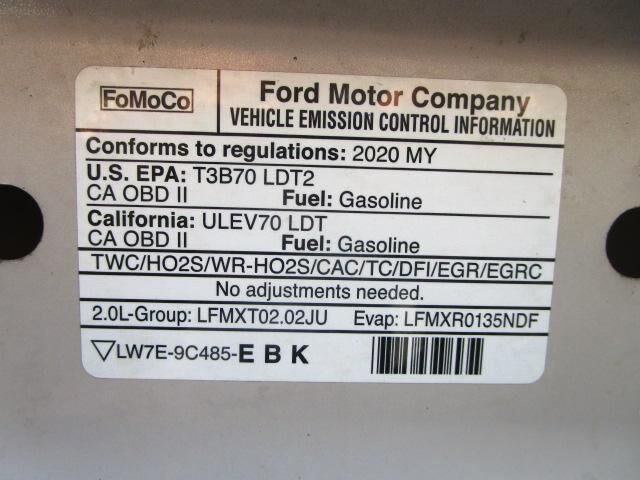 FoMoCo
Ford Motor Company
VEHICLE EMISSION CONTROL INFORMATION
Conforms to regulations: 2020 MY
U.S. EPA: T3B70 LDT2
CA OBD II Fuel: Gasoline
California: ULEV70 LDT
CA OBD II Fuel: Gasoline
TWC/HO2S/WR-HO2S/CAC/TC/DFI/EGR/EGRC
No adjustments needed.
2.0L-Group: LFMXT02.02JU Evap: LFMXR0135NDF
LW7E-9C485-E B K